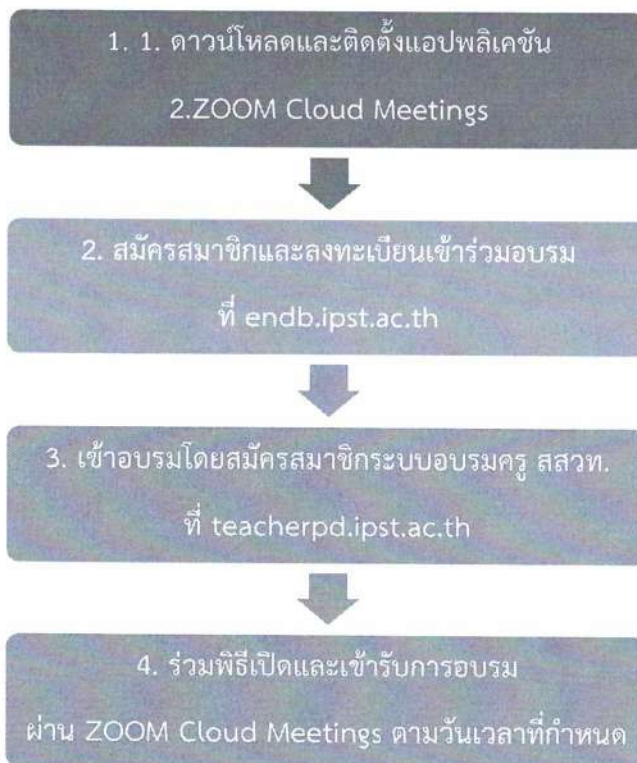 1. 1. ดาวน์โหลดและติดตั้งแอปพลิเคชัน
2.ZOOM Cloud Meetings
2. สมัครสมาชิกและลงทะเบียนเข้าร่วมอบรม
ที่ endb.ipst.ac.th
3. เข้าอบรมโดยสมัครสมาชิกระบบอบรมครู สสวท.
ที่ teacherpd.ipst.ac.th
4. ร่วมพิธีเปิดและเข้ารับการอบรม
ผ่าน ZOOM Cloud Meetings ตามวันเวลาที่กำหนด